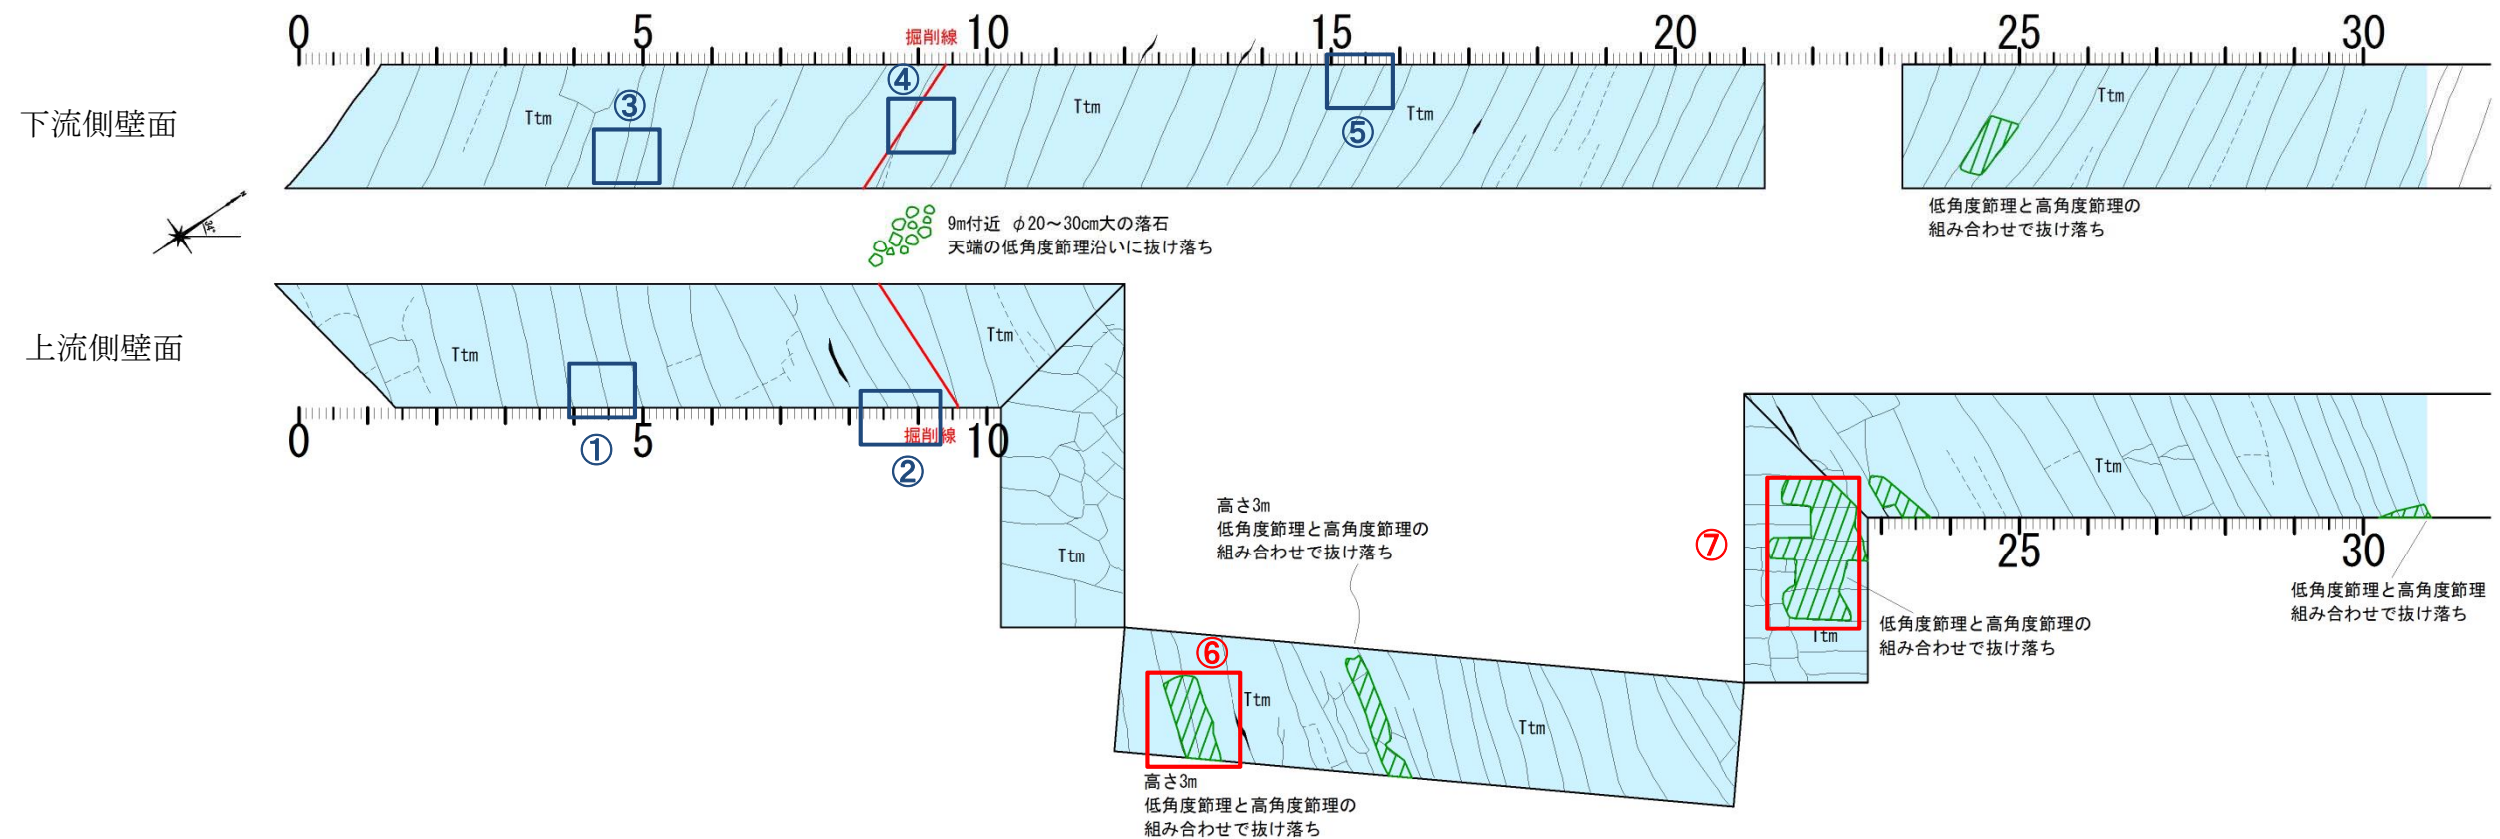 0 5 10 15 20 25 30
掘削線
④
Ttm
③
Ttm
⑤
Ttm
Ttm
下流側壁面
34°
9m付近 φ20～30cm大の落石
天端の低角度節理沿いに抜け落ち
低角度節理と高角度節理の
組み合わせで抜け落ち
上流側壁面
Ttm
Ttm
0 5 10
掘削線
①
②
Ttm
高さ3m
低角度節理と高角度節理の
組み合わせで抜け落ち
⑥
Ttm
Ttm
高さ3m
低角度節理と高角度節理の
組み合わせで抜け落ち
⑦
Ttm
Ttm
25 30
低角度節理と高角度節理の
組み合わせで抜け落ち
低角度節理と高角度節理
組み合わせで抜け落ち